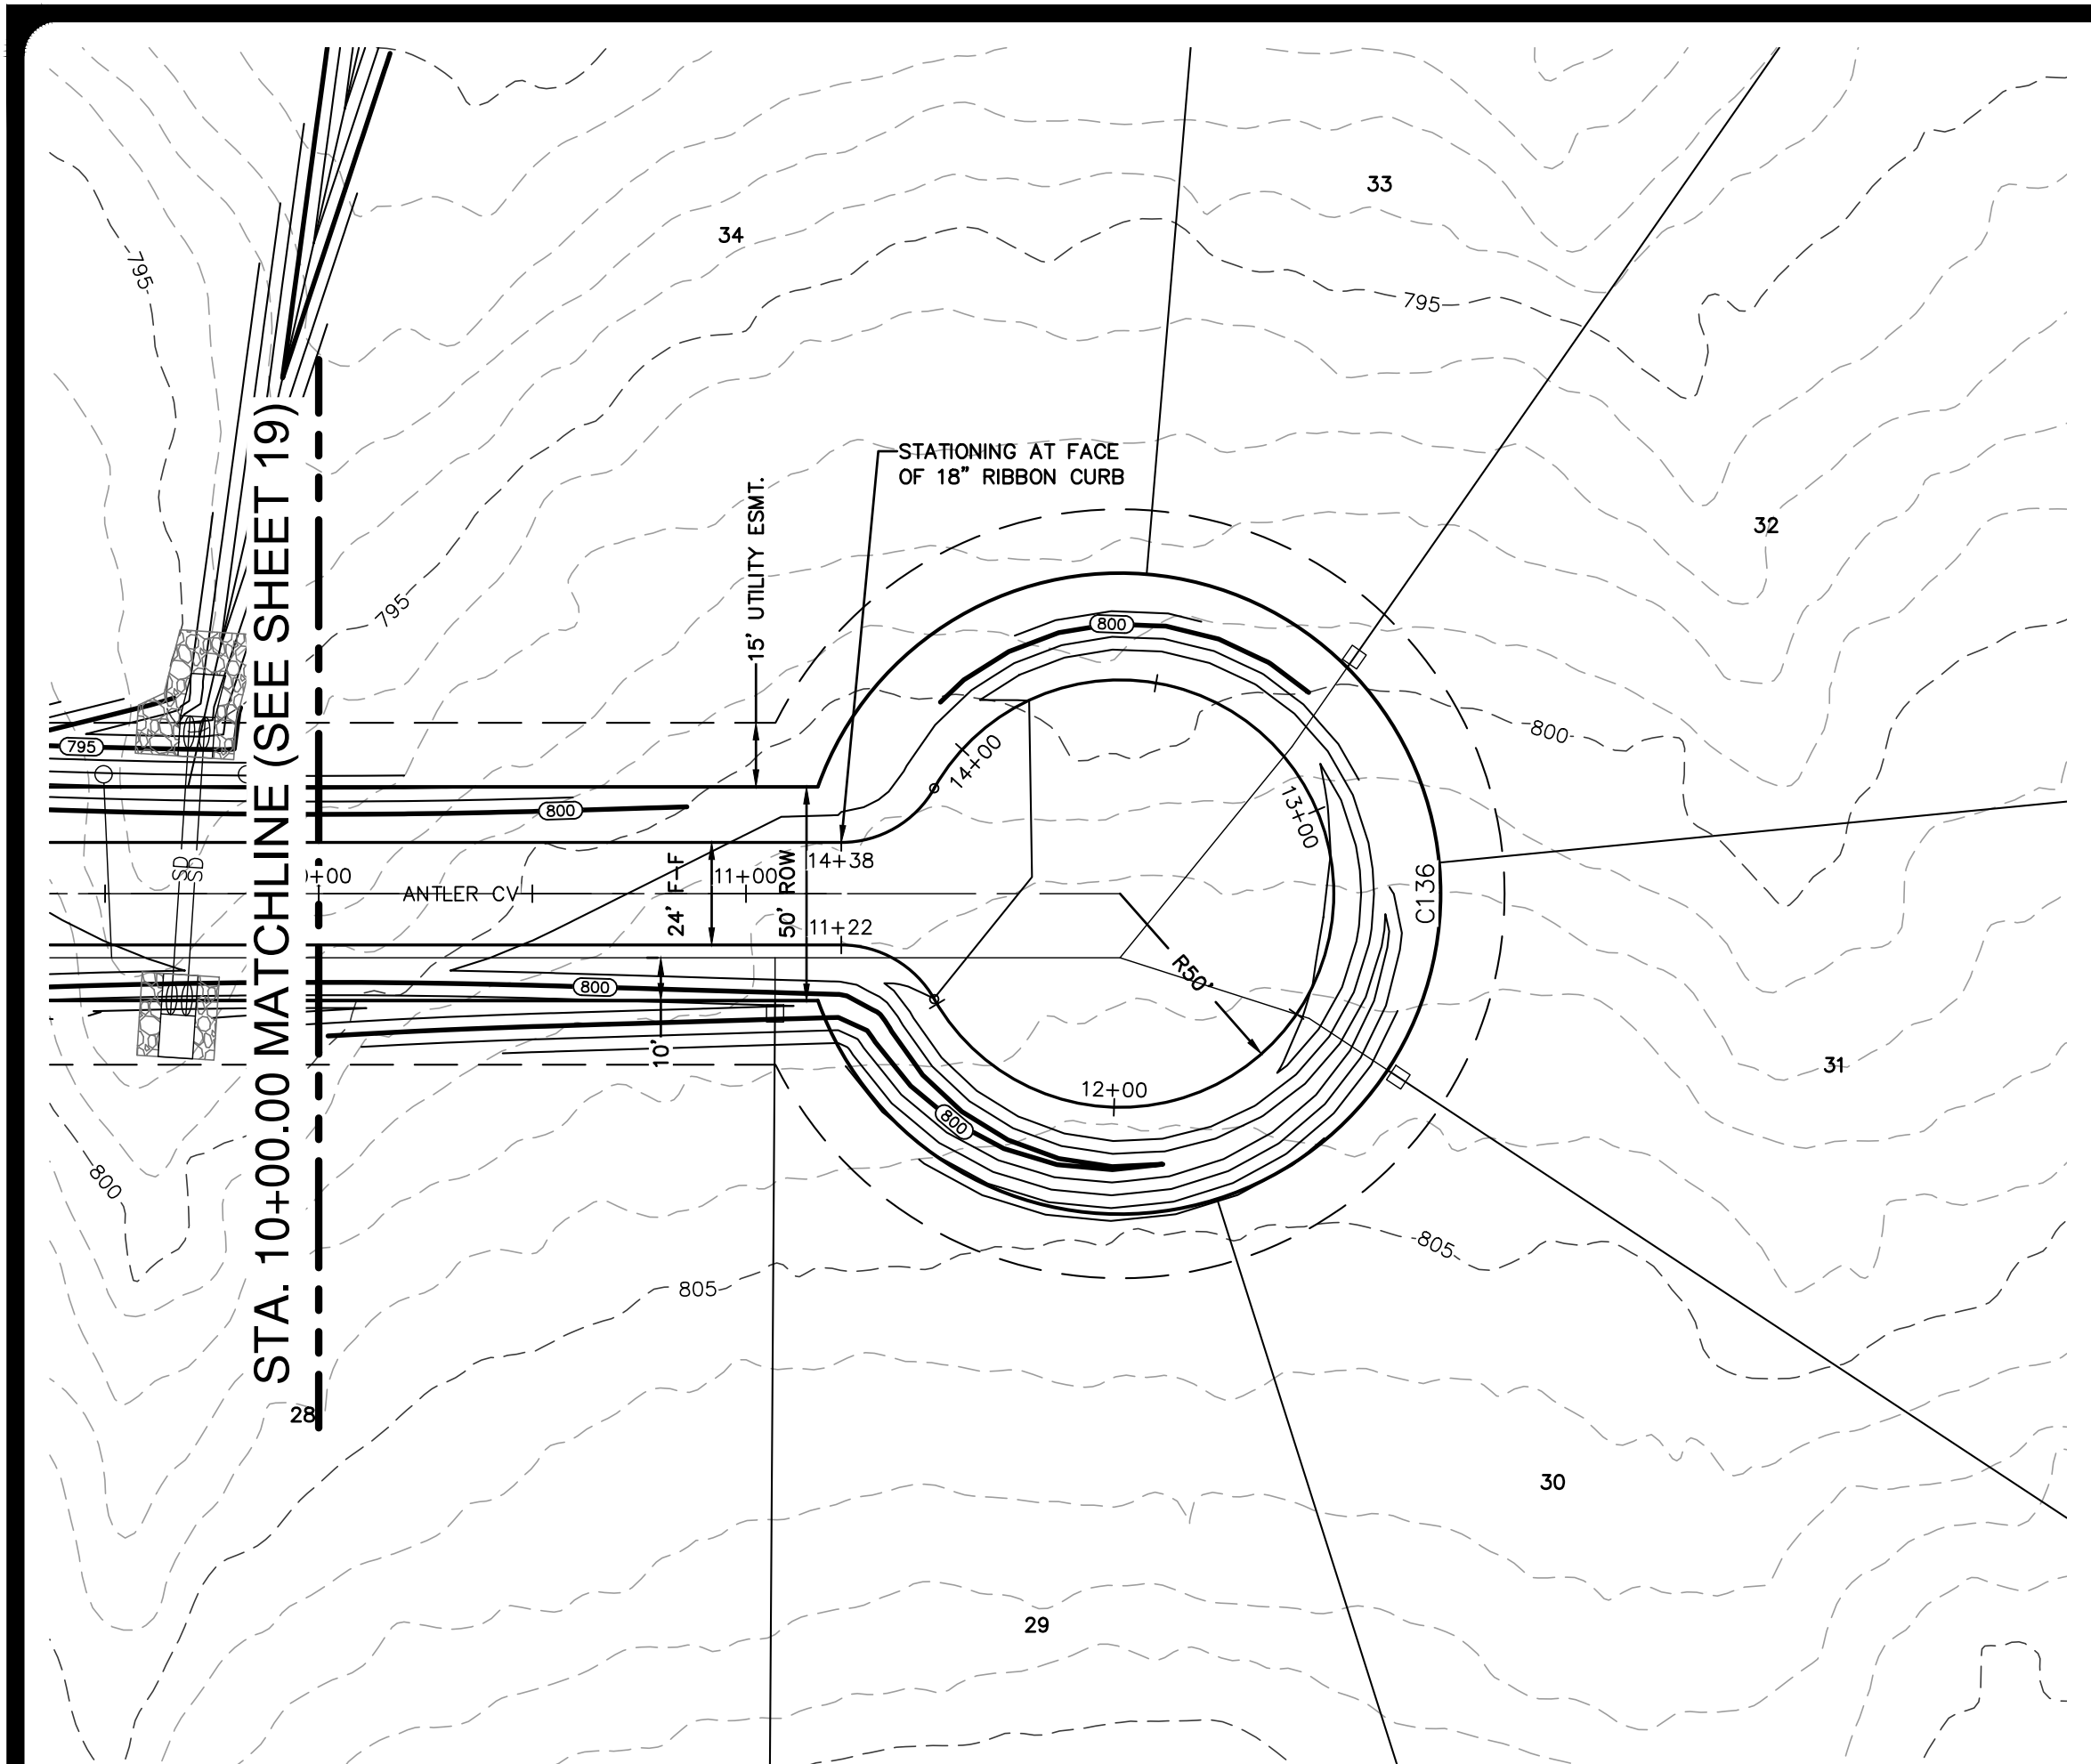 33
34
795
795
STATIONING AT FACE
OF 18” RIBBON CURB
32
15' UTILITY ESMT.
795
800
800
795
14+00
13+00
800
STA. 10+00.00 MATCHLINE (SEE SHEET 19)
SD
SD
0+00
ANTLER CV
24' F-F
11+00
50' ROW
14+38
11+22
C136
R50'
800
10'
12+00
800
31
800
805
805
28
30
29